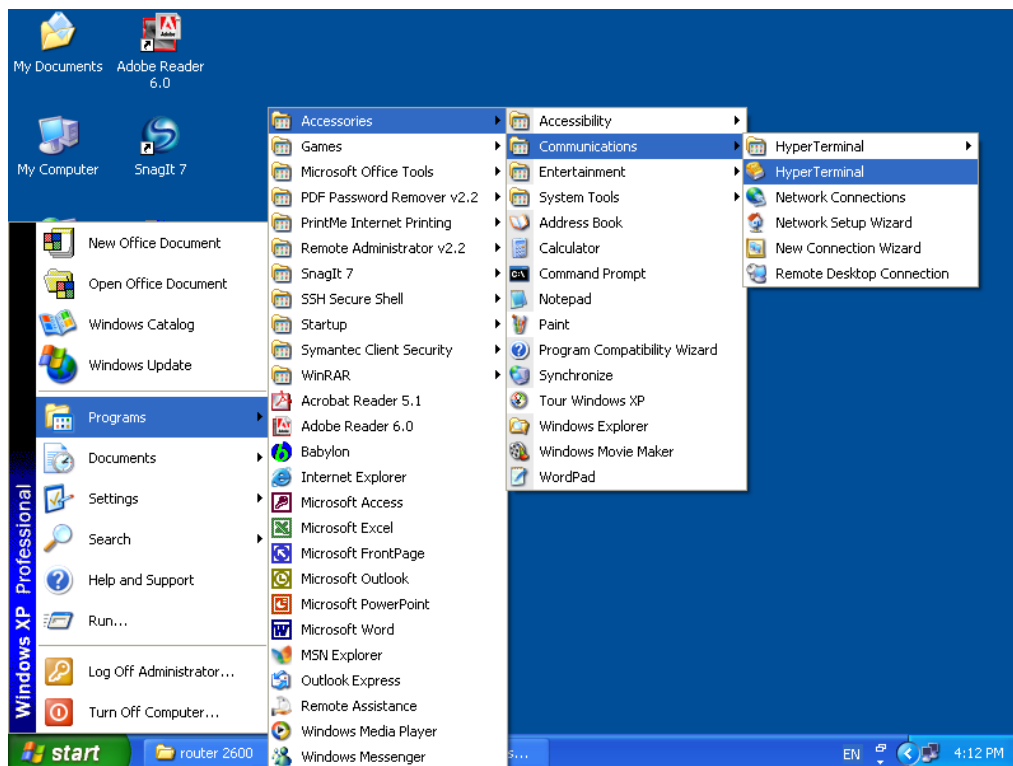 My Documents
Adobe Reader
6.0
My Computer
SnagIt 7
Windows XP Professional
New Office Document
Open Office Document
Windows Catalog
Windows Update
Programs
Documents
Settings
Search
Help and Support
Run...
Log Off Administrator...
Turn Off Computer...
Accessories
Games
Microsoft Office Tools
PDF Password Remover v2.2
PrintMe Internet Printing
Remote Administrator v2.2
SnagIt 7
SSH Secure Shell
Startup
Symantec Client Security
WinRAR
Acrobat Reader 5.1
Adobe Reader 6.0
Babylon
Internet Explorer
Microsoft Access
Microsoft Excel
Microsoft FrontPage
Microsoft Outlook
Microsoft PowerPoint
Microsoft Word
MSN Explorer
Outlook Express
Remote Assistance
Windows Media Player
Windows Messenger
Accessibility
Communications
Entertainment
System Tools
Address Book
Calculator
Command Prompt
Notepad
Paint
Program Compatibility Wizard
Synchronize
Tour Windows XP
Windows Explorer
Windows Movie Maker
WordPad
HyperTerminal
HyperTerminal
Network Connections
Network Setup Wizard
New Connection Wizard
Remote Desktop Connection
start
router 2600
s...
EN
4:12 PM